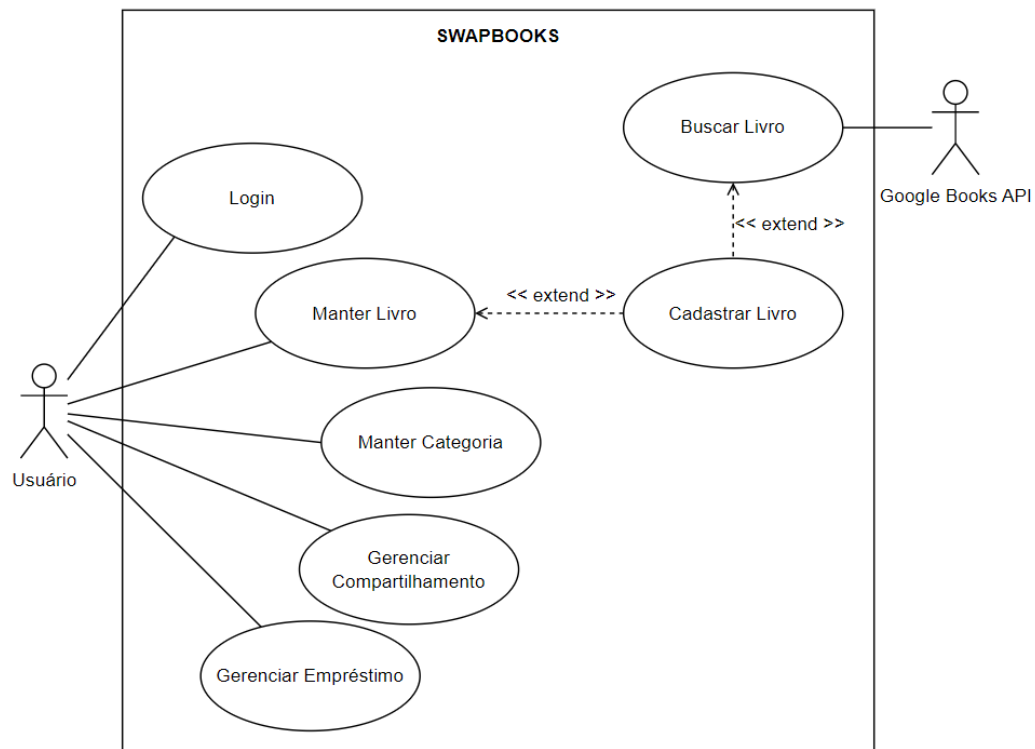 SWAPBOOKS
Buscar Livro
Google Books API
Login
<< extend >>
Manter Livro
<< extend >>
Cadastrar Livro
Manter Categoria
Usuário
Gerenciar
Compartilhamento
Gerenciar Empréstimo